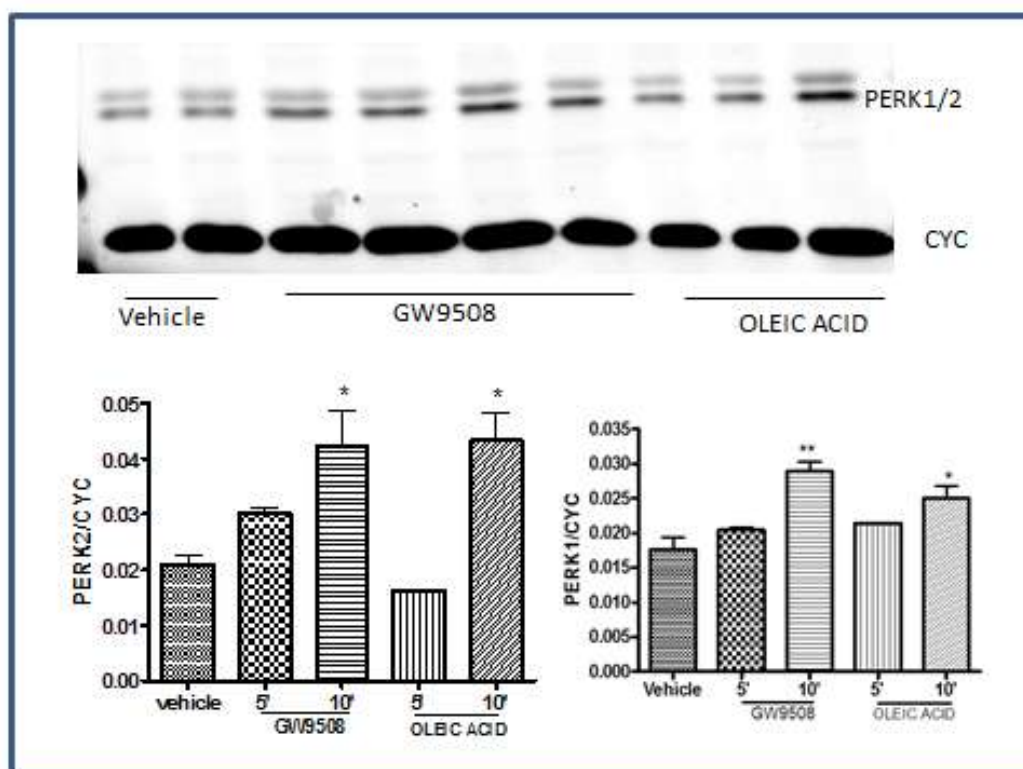 PERK1/2
CYC
Vehicle
GW9508
OLEIC ACID
PERK2/CYC
0.05
0.04
0.03
0.02
0.01
0.00
*
*
vehicle 5' 10' 5' 10'
GW9508 OLEIC ACID
PERK1/CYC
0.035
0.030
0.025
0.020
0.015
0.010
0.005
0.000
**
*
Vehicle 5' 10' 5' 10'
GW9508 OLEIC ACID